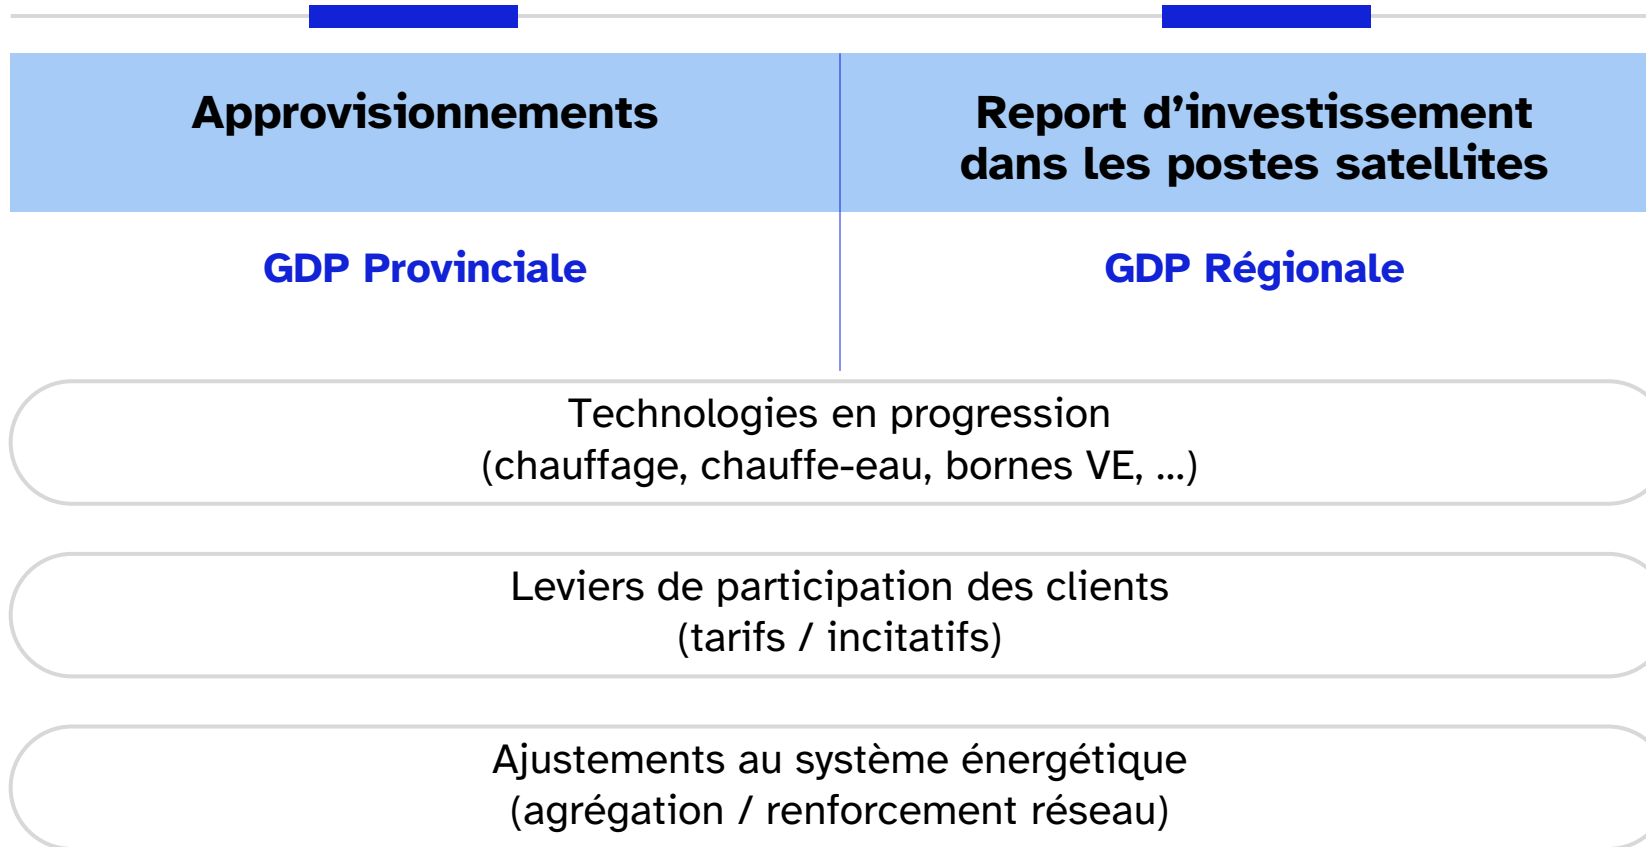 Approvisionnements
Report d’investissement
dans les postes satellites
GDP Provinciale
GDP Régionale
Technologies en progression
(chauffage, chauffe-eau, bornes VE, ...)
Leviers de participation des clients
(tarifs / incitatifs)
Ajustements au système énergétique
(agrégation / renforcement réseau)